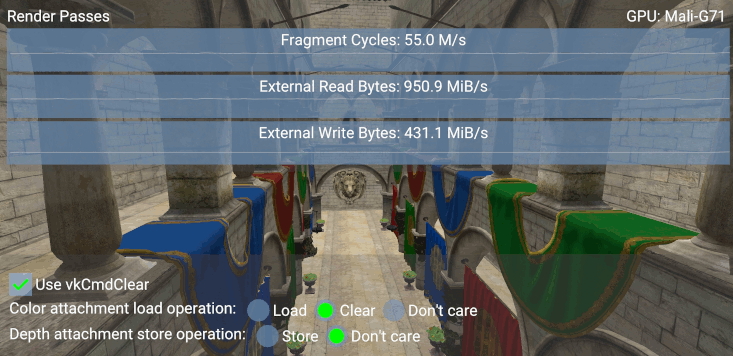 Render Passes
GPU: Mali-G71
Fragment Cycles: 55.0 M/s
External Read Bytes: 950.9 MiB/s
External Write Bytes: 431.1 MiB/s
Use vkCmdClear
Color attachment load operation: Load Clear Don't care
Depth attachment store operation: Store Don't care